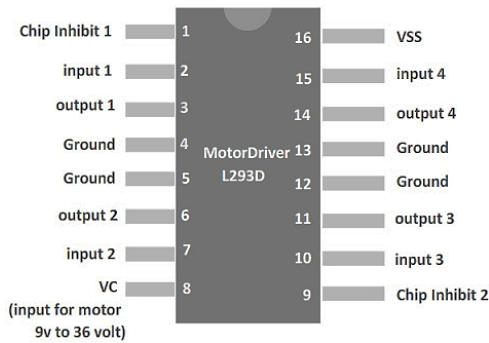 Chip Inhibit 1
1
input 1
2
output 1
3
Ground
4
Ground
5
output 2
6
input 2
7
VC
8
(input for motor
9v to 36 volt)
MotorDriver
L293D
16
VSS
15
input 4
14
output 4
13
Ground
12
Ground
11
output 3
10
input 3
9
Chip Inhibit 2